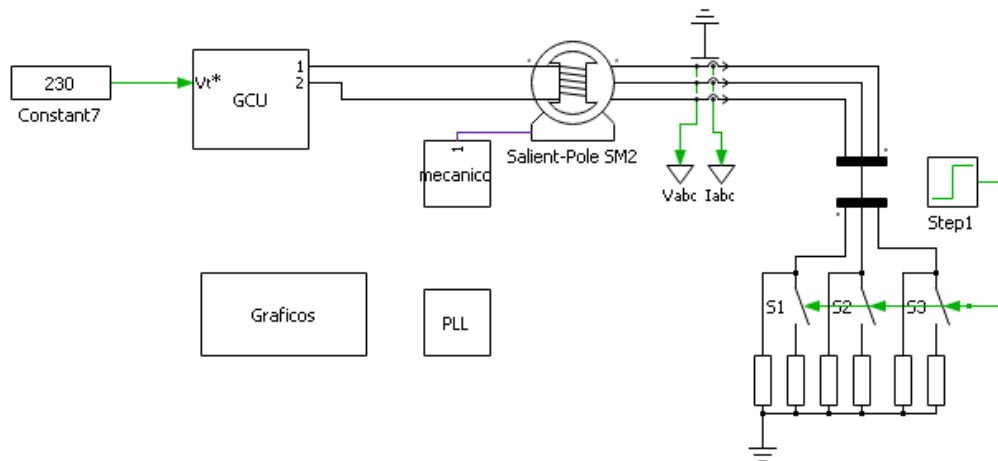 230
Constant7
Vt*
GCU
1
2
Salient-Pole SM2
1
mecanico
Vabc
Iabc
Step1
S1
S2
S3
Graficos
PLL